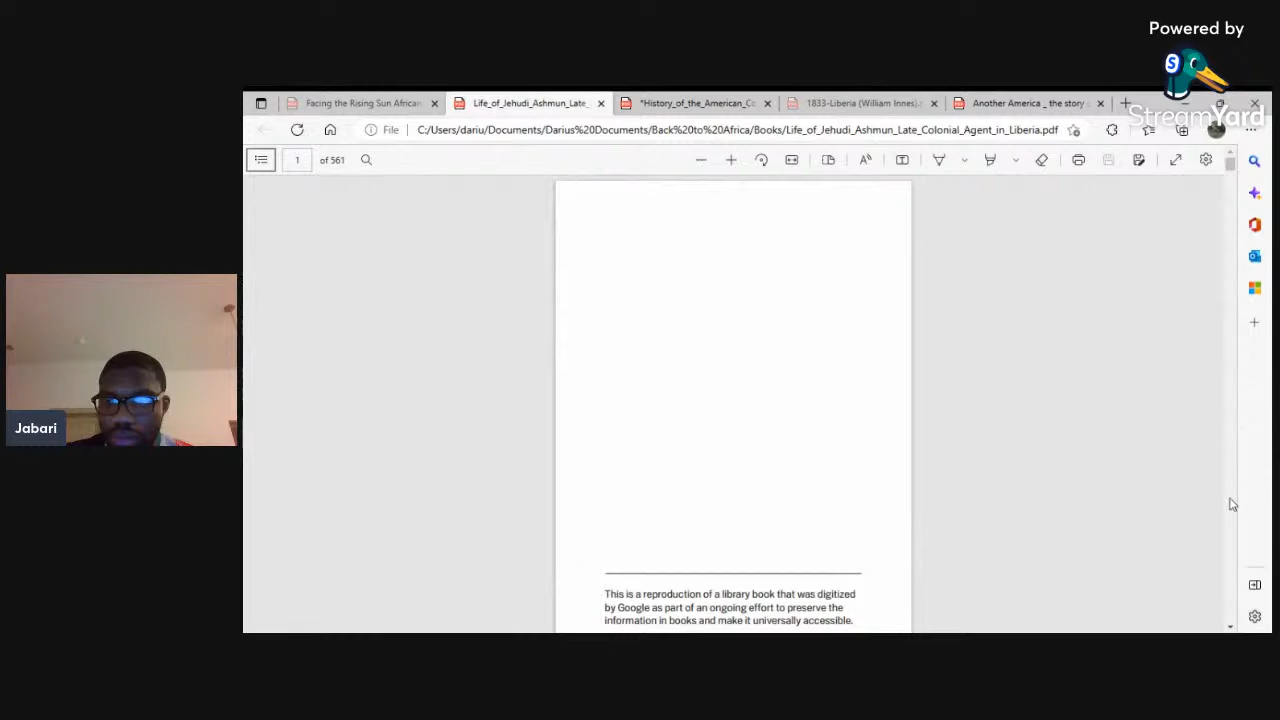 Powered by
S
StreamYard
Facing the Rising Sun African
Life_of_Jehudi_Ashmun_Late_
*History_of_the_American_Co
1833-Liberia (William Innes).
Another America _ the story
File
C:/Users/dariu/Documents/Darius%20Documents/Back%20to%20Africa/Books/Life_of_Jehudi_Ashmun_Late_Colonial_Agent_in_Liberia.pdf
1
of 561
This is a reproduction of a library book that was digitized
by Google as part of an ongoing effort to preserve the
information in books and make it universally accessible.
Jabari